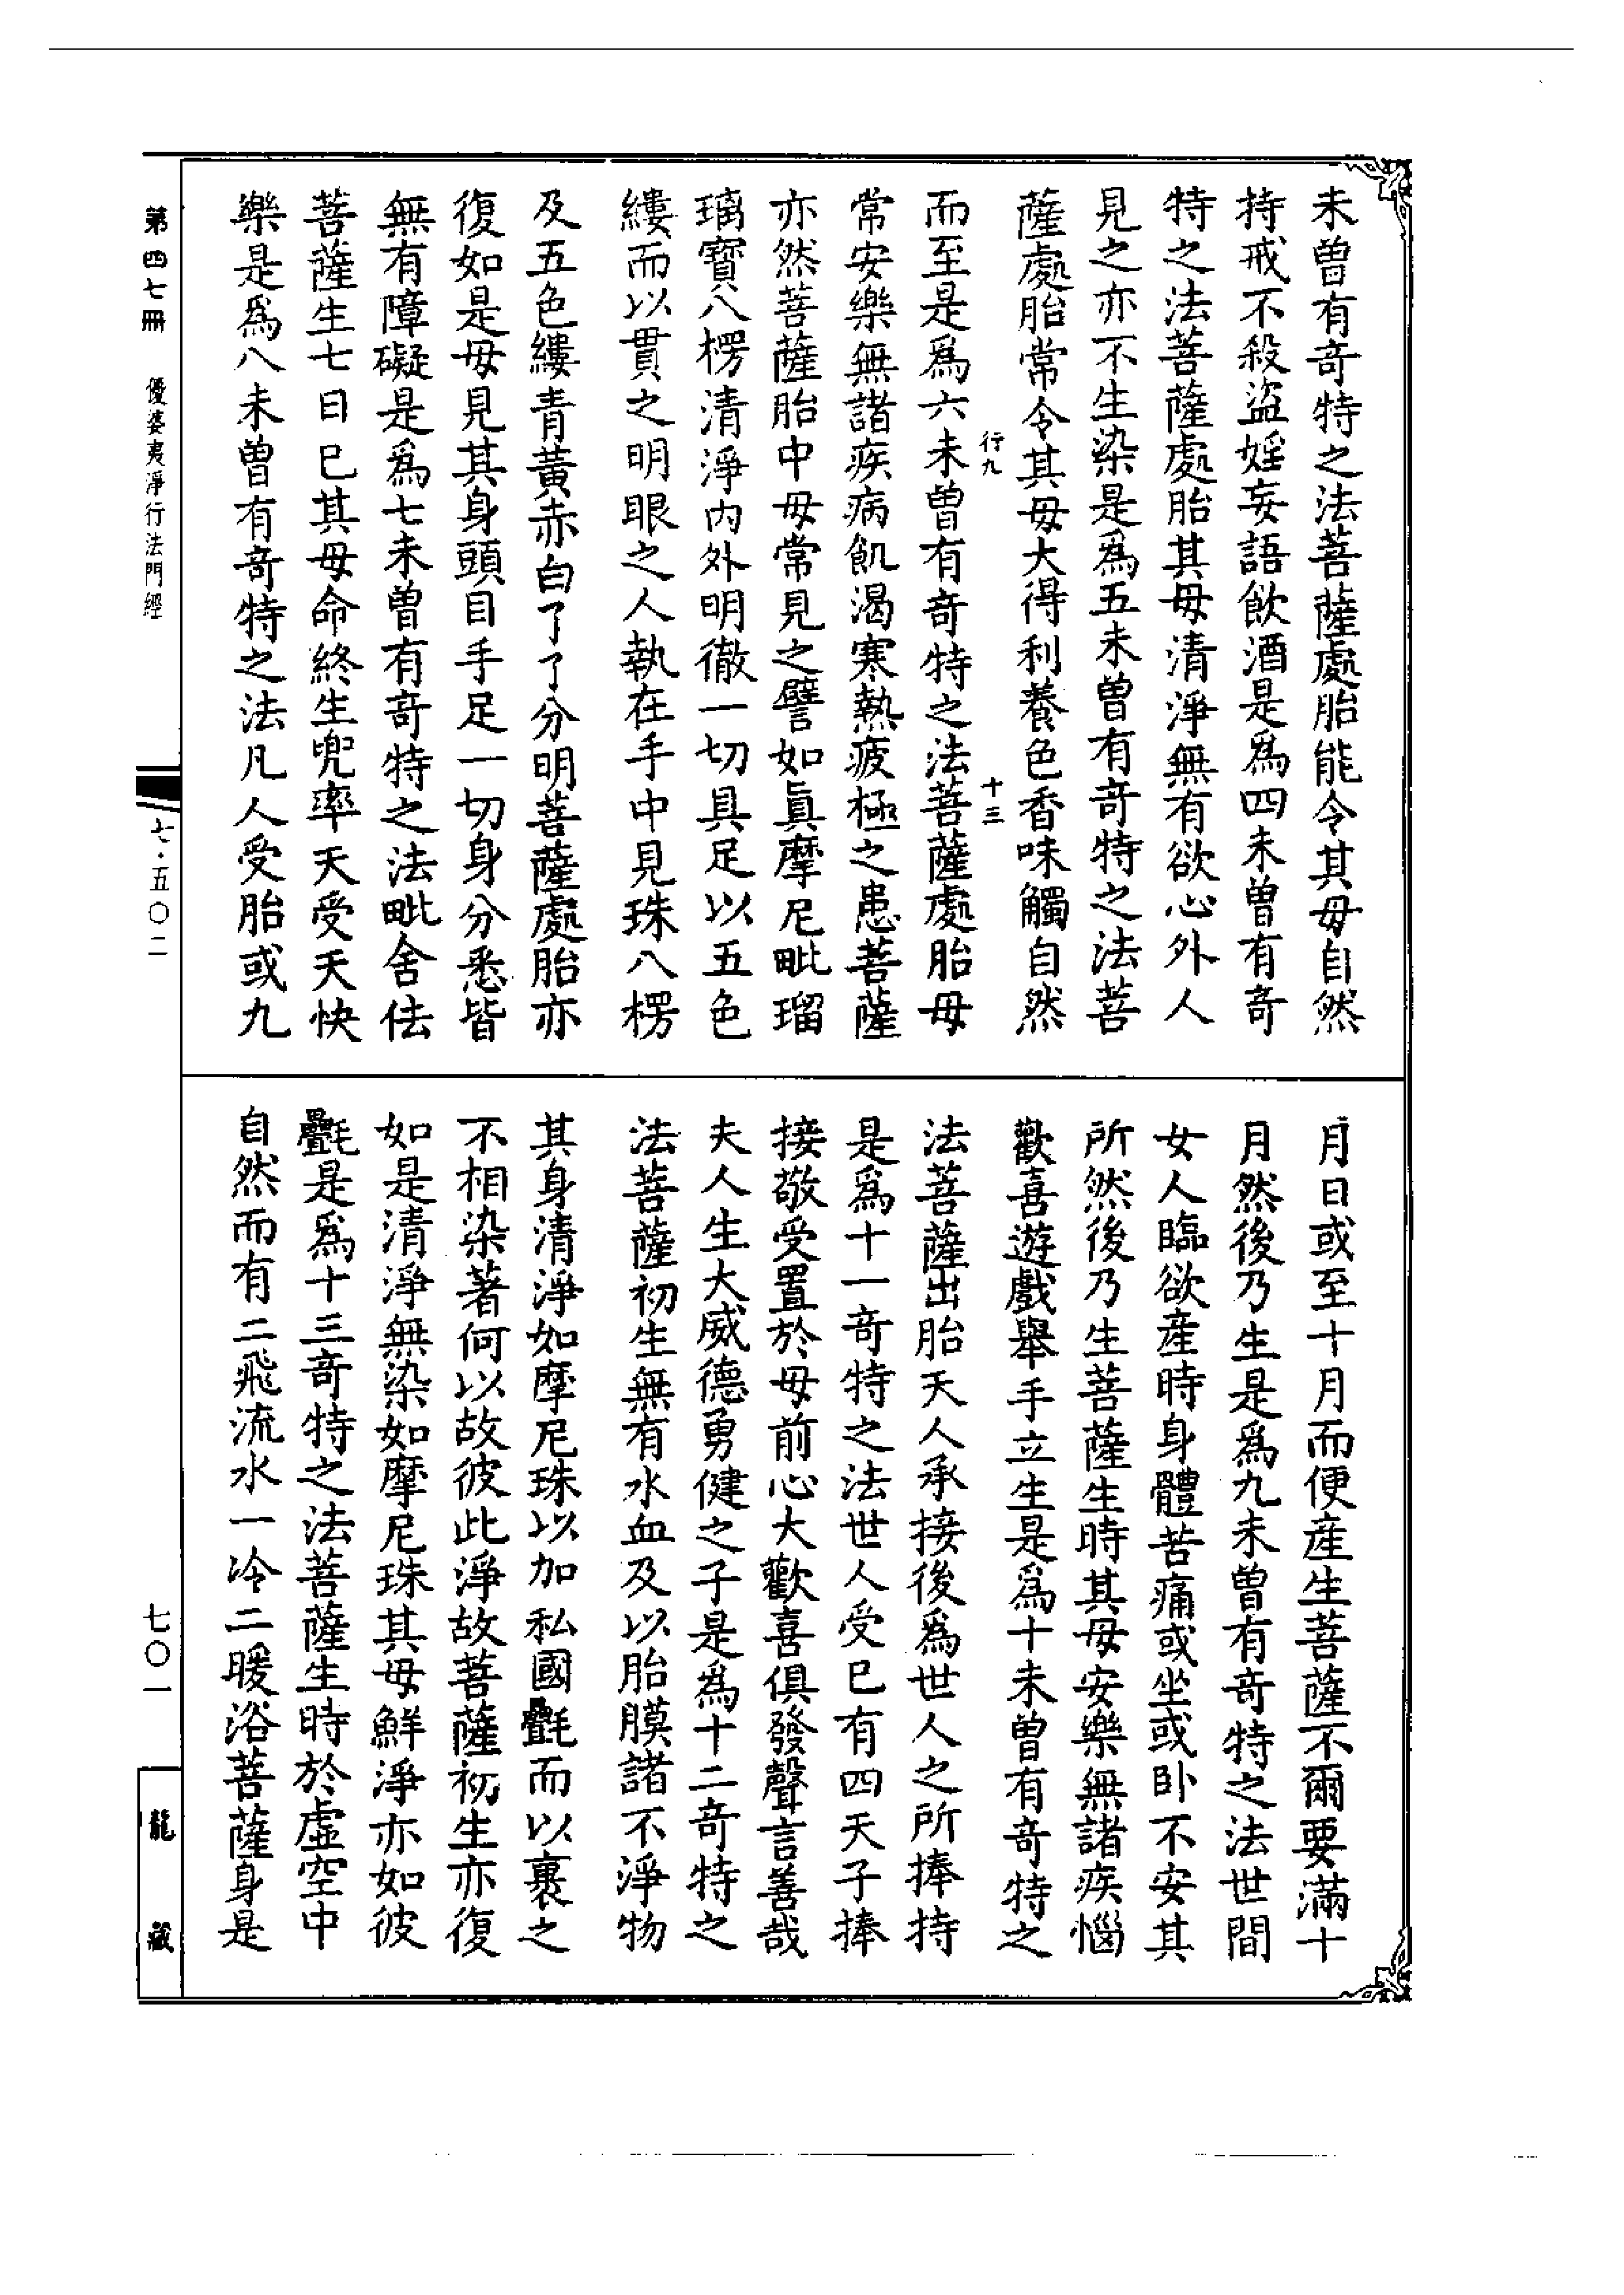 未曾有奇特之法菩薩處胎能令其母自然
持戒不殺盜婬妄語飲酒是為四未曾有奇
特之法菩薩處胎其母清淨無有欲心外人
見之亦不生染是為五未曾有奇特之法菩
薩處胎常令其母大得利養色香味觸自然
行九 十三
而至是為六未曾有奇特之法菩薩處胎母
常安樂無諸疾病飢渴寒熱疲極之患菩薩
亦然菩薩胎中母常見之譬如真摩尼毗瑠
璃寶八楞清淨內外明徹一切具足以五色
縷而以貫之明眼之人執在手中見珠八楞
及五色縷青黃赤白了了分明菩薩處胎亦
復如是母見其身頭目手足一切身分悉皆
無有障礙是為七未曾有奇特之法毗舍佉
菩薩生七日已其母命終生兜率天受天快
樂是為八未曾有奇特之法凡人受胎或九
月日或至十月而便產生菩薩不爾要滿十
月然後乃生是為九未曾有奇特之法世間
女人臨欲產時身體苦痛或坐或卧不安其
所然後乃生菩薩生時其母安樂無諸疾惱
歡喜遊戲舉手立生是為十未曾有奇特之
法菩薩出胎天人承接後為世人之所捧持
是為十一奇特之法世人受已有四天子捧
接敬受置於母前心大歡喜俱發聲言善哉
夫人生大威德勇健之子是為十二奇特之
法菩薩初生無有水血及以胎膜諸不淨物
其身清淨如摩尼珠以加私國氎而以裹之
不相染著何以故彼此淨故菩薩初生亦復
如是清淨無染如摩尼珠其母鮮淨亦如彼
氎是為十三奇特之法菩薩生時於虛空中
自然而有二飛流水一冷二暖浴菩薩身是
第四七冊 優婆夷淨行法門經
七·五〇二
七〇一
龍藏